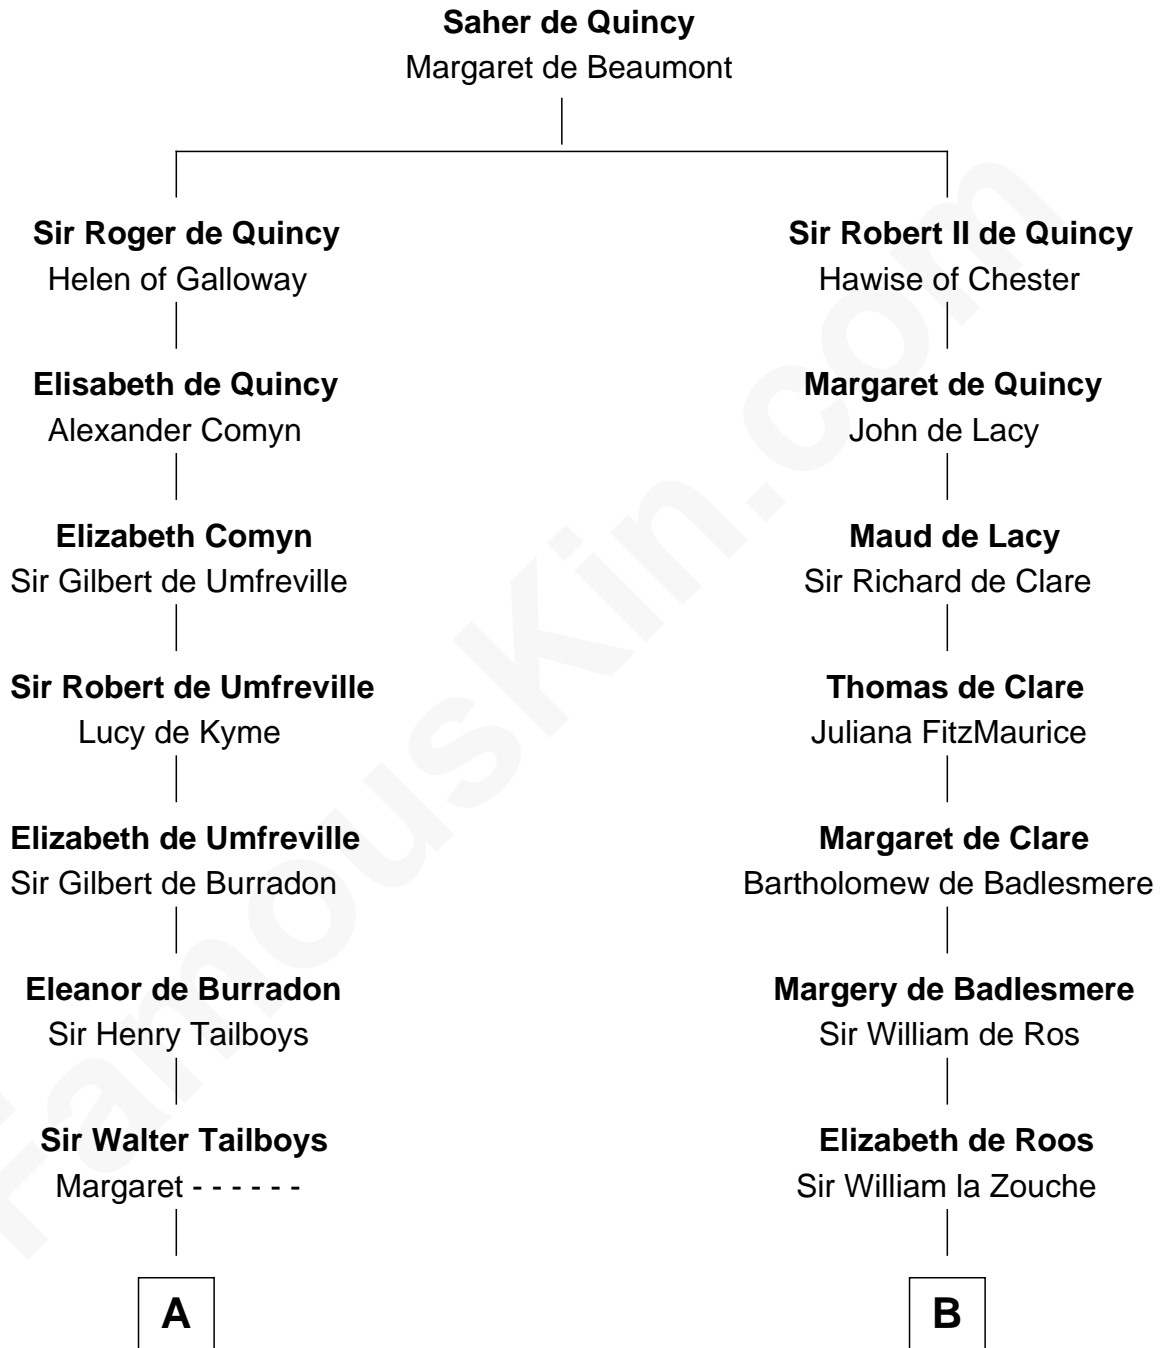 Saher de Quincy
Margaret de Beaumont
Sir Roger de Quincy
Helen of Galloway
Sir Robert II de Quincy
Hawise of Chester
Elisabeth de Quincy
Alexander Comyn
Margaret de Quincy
John de Lacy
Elizabeth Comyn
Sir Gilbert de Umfreville
Maud de Lacy
Sir Richard de Clare
Sir Robert de Umfreville
Lucy de Kyme
Thomas de Clare
Juliana FitzMaurice
Elizabeth de Umfreville
Sir Gilbert de Burradon
Margaret de Clare
Bartholomew de Badlesmere
Eleanor de Burradon
Sir Henry Tailboys
Margery de Badlesmere
Sir William de Ros
Sir Walter Tailboys
Margaret - - - - - -
Elizabeth de Roos
Sir William la Zouche
A
B
FamousKin.com